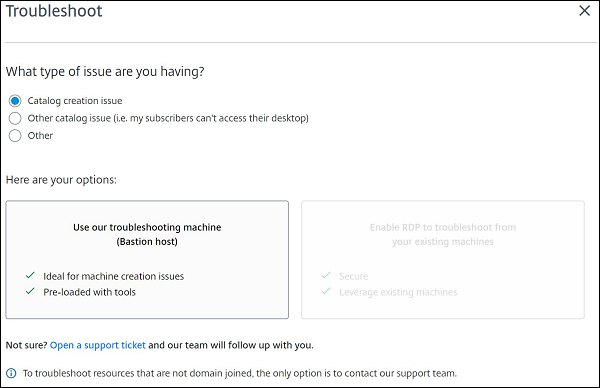 Troubleshoot
What type of issue are you having?
Catalog creation issue
Other catalog issue (i.e. my subscribers can't access their desktop)
Other
Here are your options:
Use our troubleshooting machine
(Bastion host)
Ideal for machine creation issues
Pre-loaded with tools
Enable RDP to troubleshoot from
your existing machines
Secure
Leverage existing machines
Not sure? Open a support ticket and our team will follow up with you.
To troubleshoot resources that are not domain joined, the only option is to contact our support team.